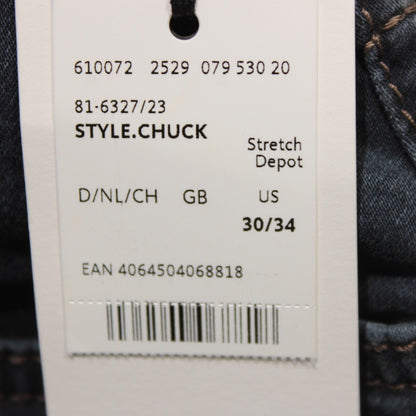 610072 2529 079 530 20
81-6327/23
STYLE.CHUCK
Stretch
Depot
D/NL/CH GB US
30/34
EAN 4064504068818